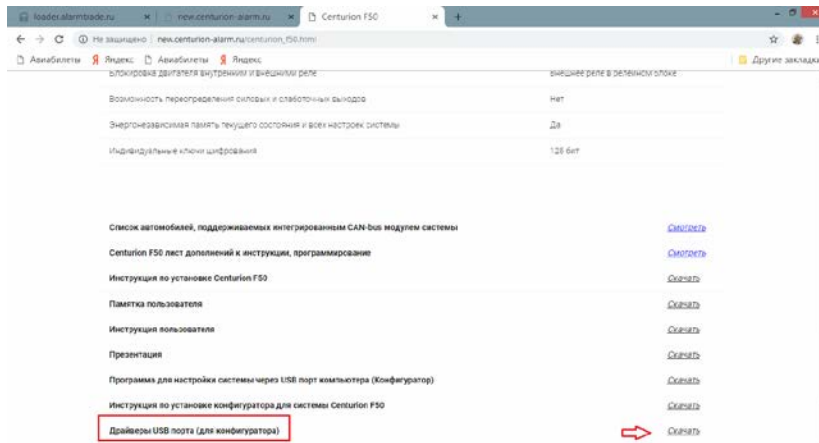 loader.alarmtrade.ru
new.centurion-alarm.ru
Centurion F50
Не защищено | new.centurion-alarm.ru/centurion_f50.html
Авиабилеты Яндекс Авиабилеты Яндекс Другие закладки
Блокировка двигателя внутренним и внешними реле внешнее реле в релейном блоке
Возможность переопределения силовых и слаботочных выходов Нет
Энергонезависимая память текущего состояния и всех настроек системы Да
Индивидуальные ключи шифрования 128 бит
Список автомобилей, поддерживаемых интегрированным CAN-bus модулем системы Смотреть
Centurion F50 лист дополнений к инструкции, программирование Смотреть
Инструкция по установке Centurion F50 Скачать
Памятка пользователя Скачать
Инструкция пользователя Скачать
Презентация Скачать
Программа для настройки системы через USB порт компьютера (Конфигуратор) Скачать
Инструкция по установке конфигуратора для системы Centurion F50 Скачать
Драйверы USB порта (для конфигуратора) Скачать